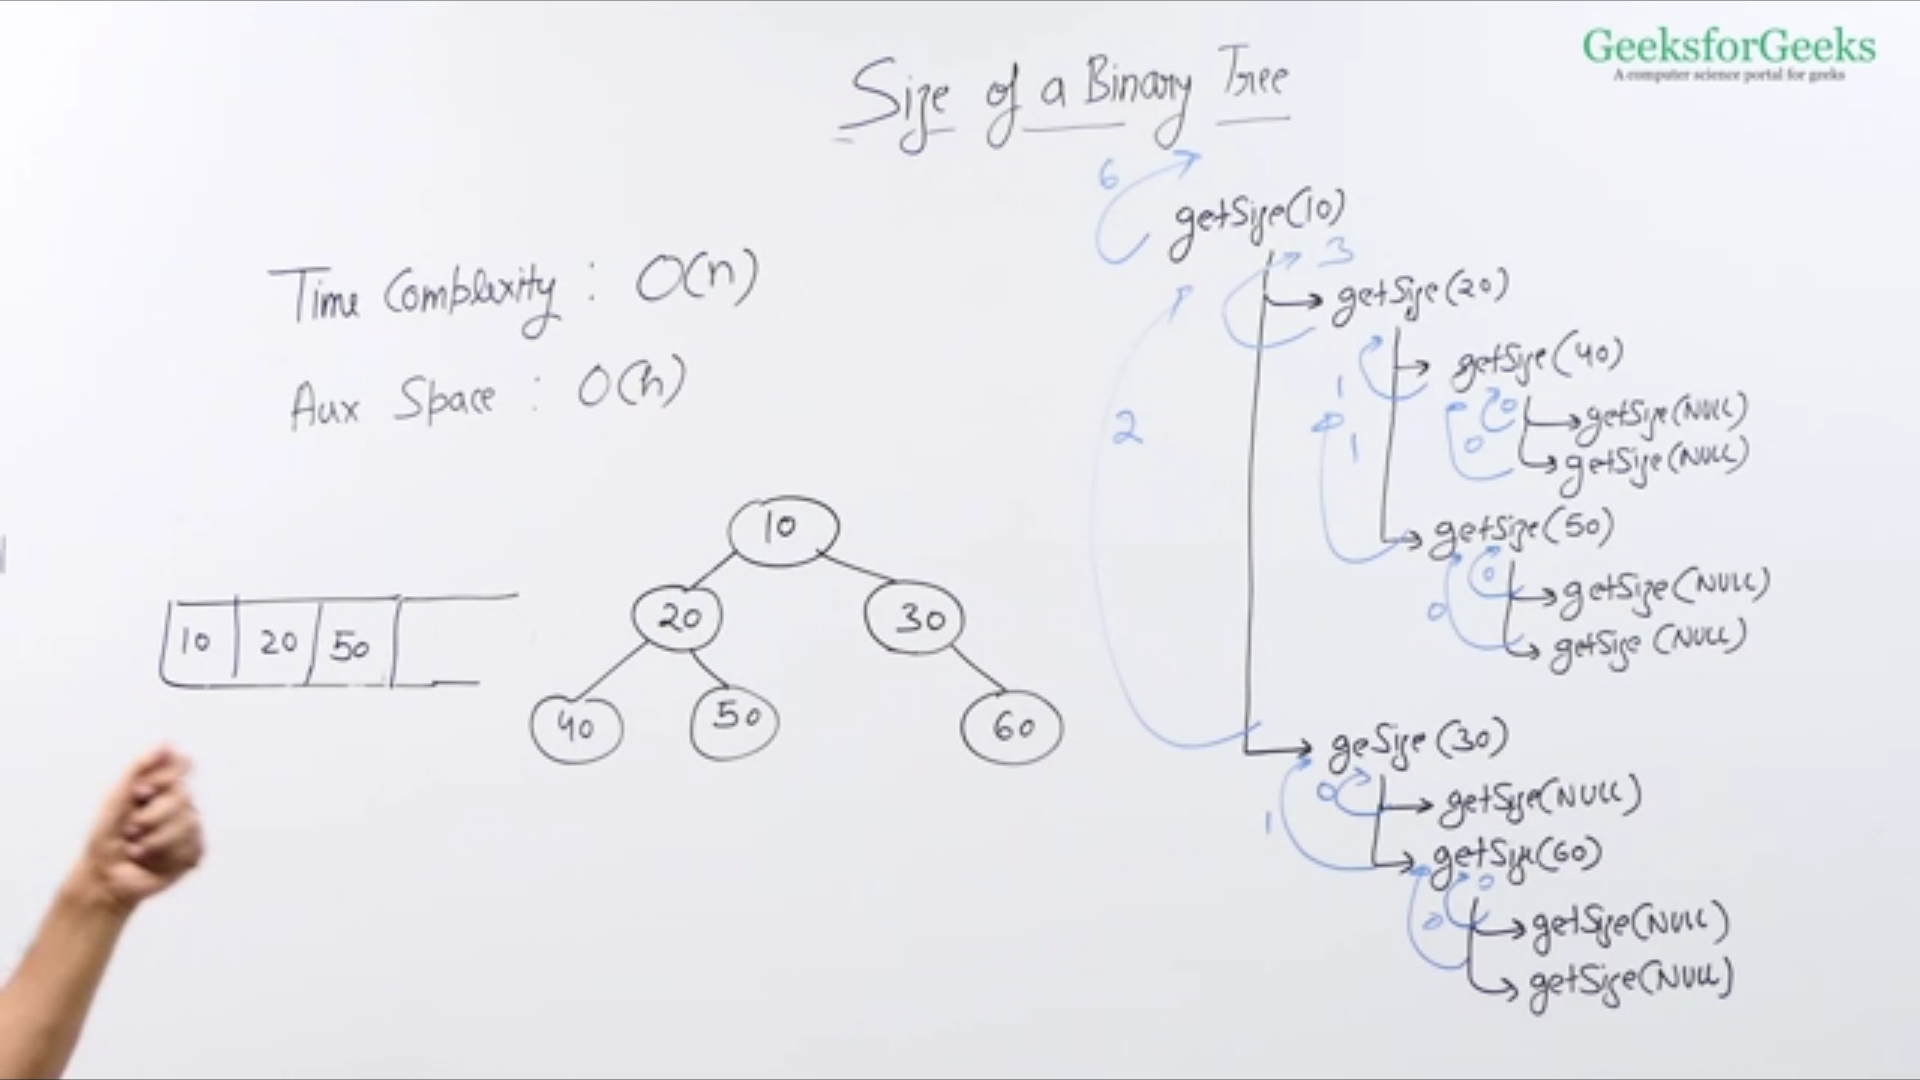 GeeksforGeeks
A computer science portal for geeks
Size of a Binary Tree
6
getSize(10)
3
Time Complexity : O(n)
getSize(20)
getSize(40)
Aux Space : O(h)
1
0
getSize(NULL)
2
1
0
getSize(NULL)
10
getSize(50)
0
getSize(NULL)
20
30
0
getSize(NULL)
10 20 50
40
50
60
geSize(30)
0
getSize(NULL)
1
getSize(60)
0
0
getSize(NULL)
getSize(NULL)